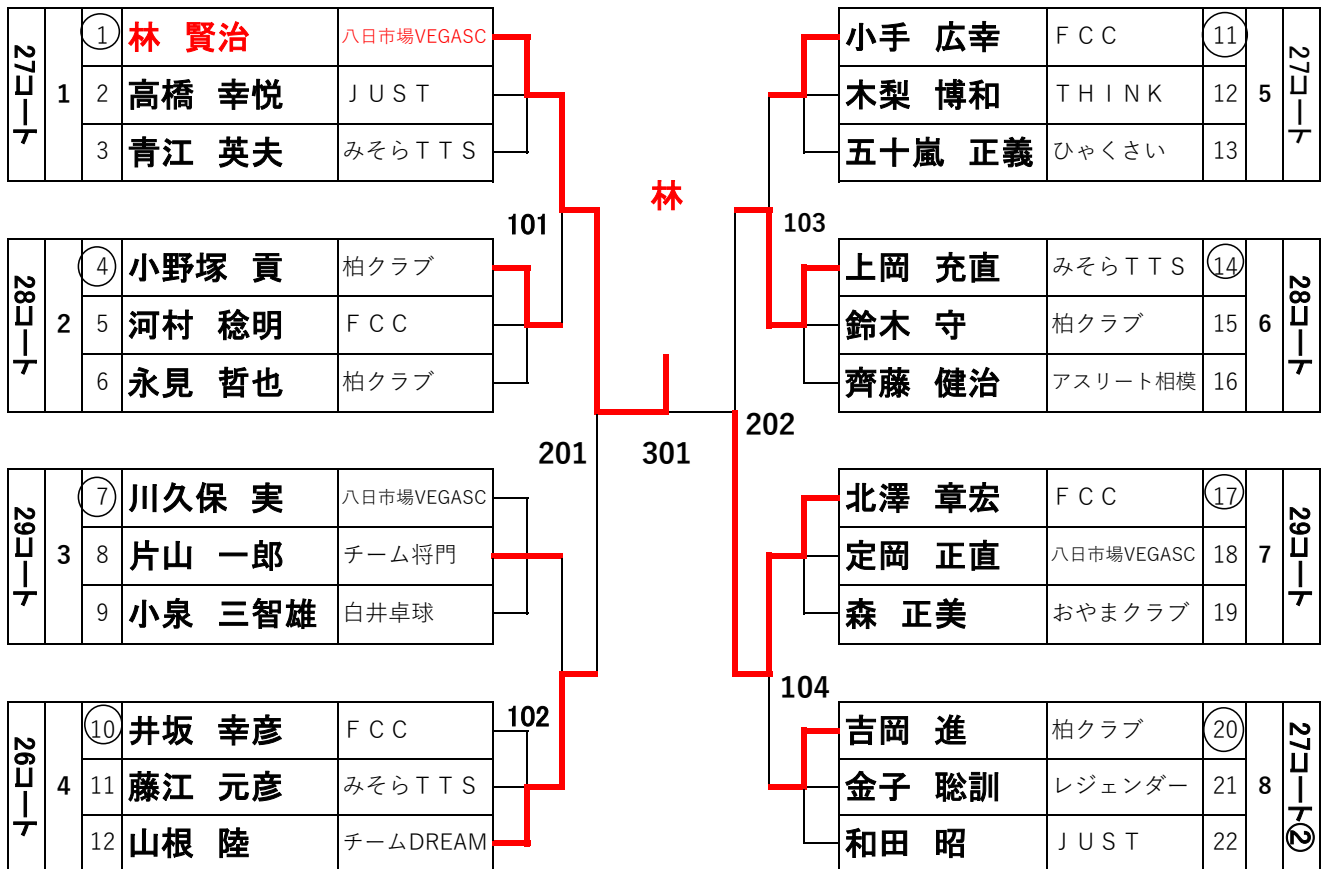 27コート 1
1 林 賢治 八日市場VEGASC
2 高橋 幸悦 ＪＵＳＴ
3 青江 英夫 みそらＴＴＳ
28コート 2
4 小野塚 貢 柏クラブ
5 河村 稔明 ＦＣＣ
6 永見 哲也 柏クラブ
29コート 3
7 川久保 実 八日市場VEGASC
8 片山 一郎 チーム将門
9 小泉 三智雄 白井卓球
26コート 4
10 井坂 幸彦 ＦＣＣ
11 藤江 元彦 みそらＴＴＳ
12 山根 陸 チームDREAM
101
201
102
林
301
103
202
104
小手 広幸 ＦＣＣ 11
木梨 博和 ＴＨＩＮＫ 12
五十嵐 正義 ひゃくさい 13
5 27コート
上岡 充直 みそらＴＴＳ 14
鈴木 守 柏クラブ 15
齊藤 健治 アスリート相模 16
6 28コート
北澤 章宏 ＦＣＣ 17
定岡 正直 八日市場VEGASC 18
森 正美 おやまクラブ 19
7 29コート
吉岡 進 柏クラブ 20
金子 聡訓 レジェンダー 21
和田 昭 ＪＵＳＴ 22
8 27コート②